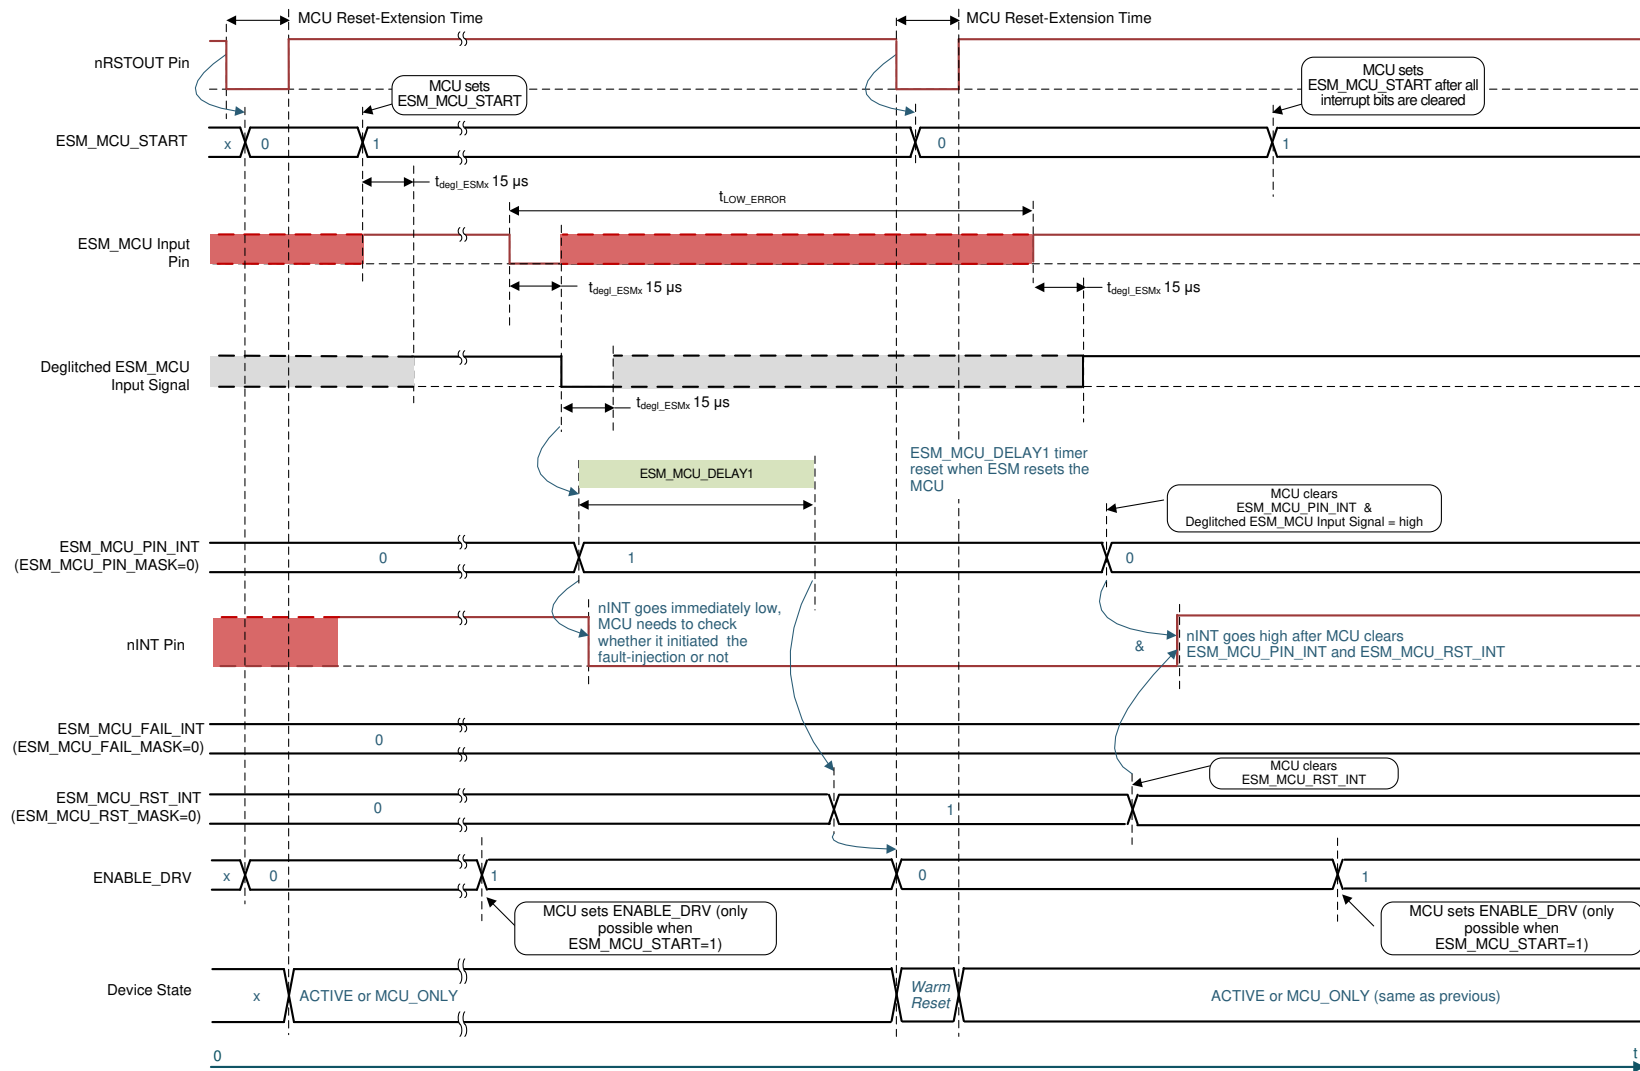 MCU Reset-Extension Time
MCU Reset-Extension Time
nRSTOUT Pin
MCU sets
ESM_MCU_START
MCU sets
ESM_MCU_START after all
interrupt bits are cleared
ESM_MCU_START
x
0
1
0
1
tdegl_ESMx 15 µs
tLOW_ERROR
ESM_MCU Input
Pin
tdegl_ESMx 15 µs
tdegl_ESMx 15 µs
Deglitched ESM_MCU
Input Signal
tdegl_ESMx 15 µs
ESM_MCU_DELAY1
ESM_MCU_DELAY1 timer
reset when ESM resets the
MCU
MCU clears
ESM_MCU_PIN_INT &
Deglitched ESM_MCU Input Signal = high
ESM_MCU_PIN_INT
(ESM_MCU_PIN_MASK=0)
0
1
0
nINT Pin
nINT goes immediately low,
MCU needs to check
whether it initiated the
fault-injection or not
&
nINT goes high after MCU clears
ESM_MCU_PIN_INT and ESM_MCU_RST_INT
ESM_MCU_FAIL_INT
(ESM_MCU_FAIL_MASK=0)
0
MCU clears
ESM_MCU_RST_INT
ESM_MCU_RST_INT
(ESM_MCU_RST_MASK=0)
0
1
ENABLE_DRV
x
0
1
0
1
MCU sets ENABLE_DRV (only
possible when
ESM_MCU_START=1)
MCU sets ENABLE_DRV (only
possible when
ESM_MCU_START=1)
Device State
x
ACTIVE or MCU_ONLY
Warm
Reset
ACTIVE or MCU_ONLY (same as previous)
0
t